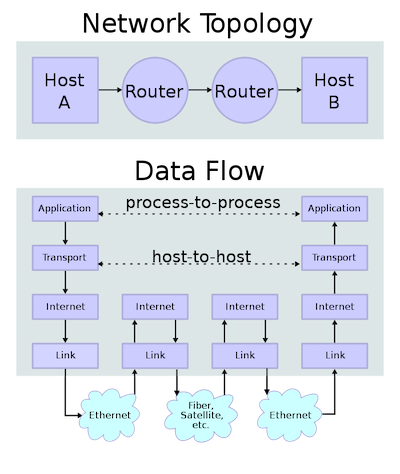 Network Topology
Host
A
Router
Router
Host
B
Data Flow
Application
process-to-process
Application
Transport
host-to-host
Transport
Internet
Internet
Internet
Internet
Link
Link
Link
Link
Ethernet
Fiber,
Satellite,
etc.
Ethernet